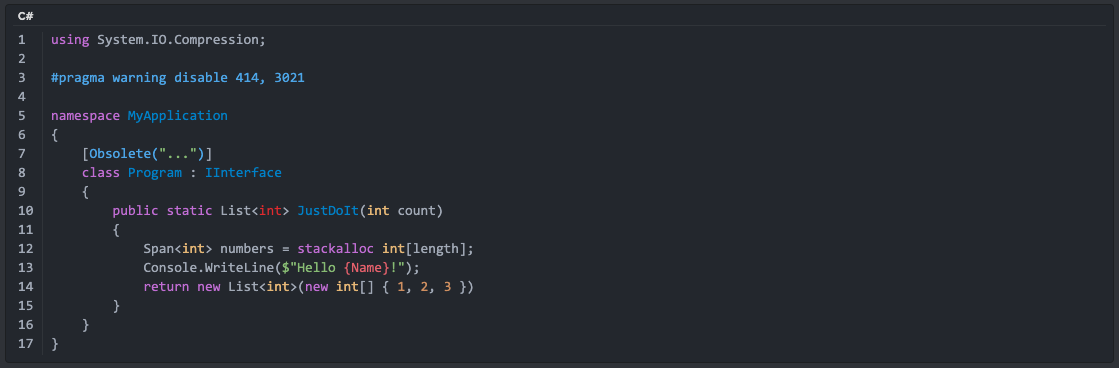 C#
1 using System.IO.Compression;
2
3 #pragma warning disable 414, 3021
4
5 namespace MyApplication
6 {
7     [Obsolete("...")]
8     class Program : IInterface
9     {
10         public static List<int> JustDoIt(int count)
11         {
12             Span<int> numbers = stackalloc int[length];
13             Console.WriteLine($"Hello {Name}!");
14             return new List<int>(new int[] { 1, 2, 3 })
15         }
16     }
17 }